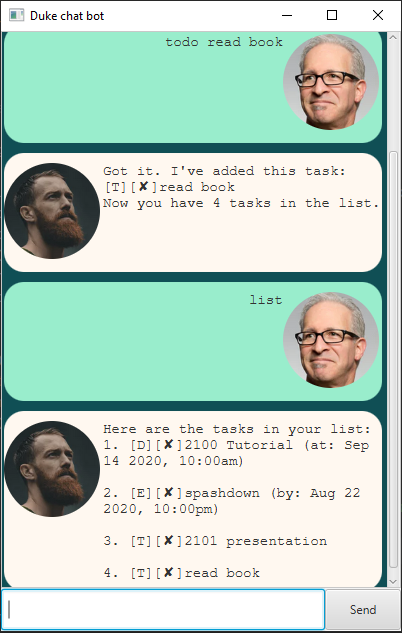 Duke chat bot
todo read book
Got it. I've added this task:
[T][✘]read book
Now you have 4 tasks in the list.
list
Here are the tasks in your list:
1. [D][✘]2100 Tutorial (at: Sep
14 2020, 10:00am)
2. [E][✘]spashdown (by: Aug 22
2020, 10:00pm)
3. [T][✘]2101 presentation
4. [T][✘]read book
Send